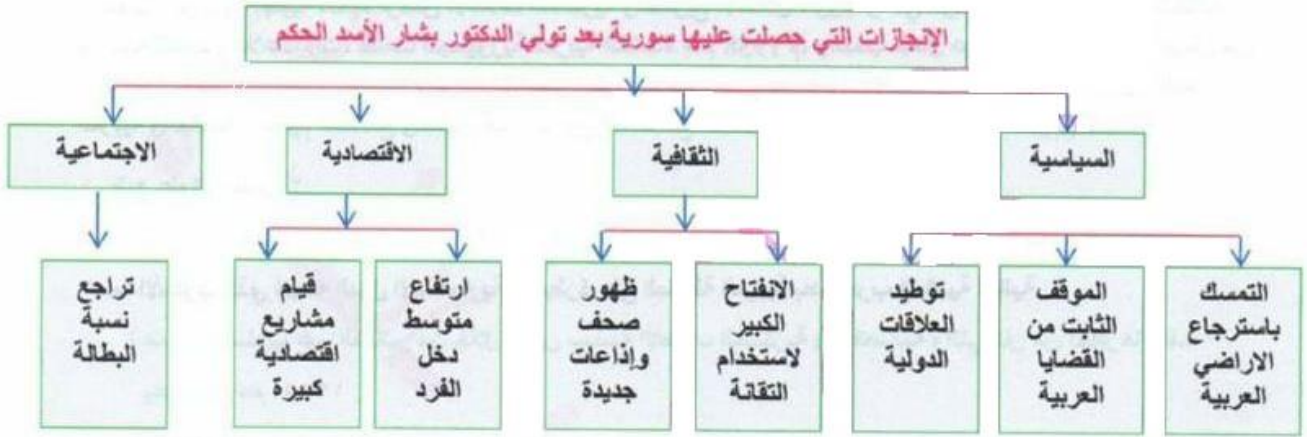 الإنجازات التي حصلت عليها سورية بعد تولي الدكتور بشار الأسد الحكم
السياسية
الثقافية
الاقتصادية
الاجتماعية
التمسك
باسترجاع
الاراضي
العربية
الموقف
الثابت من
القضايا
العربية
توطيد
العلاقات
الدولية
الانفتاح
الكبير
لاستخدام
التقانة
ظهور
صحف
وإذاعات
جديدة
ارتفاع
متوسط
دخل
الفرد
قيام
مشاريع
اقتصادية
كبيرة
تراجع
نسبة
البطالة